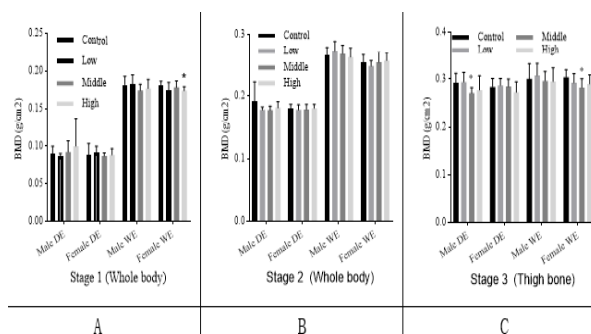 BMD (g/cm2)
0.25
0.20
0.15
0.10
0.05
0.00
Control
Low
Middle
High
*
Male DE
Female DE
Male WE
Female WE
Stage 1 (Whole body)
A
BMD (g/cm2)
0.3
0.2
0.1
0.0
Control
Low
Middle
High
Male DE
Female DE
Male WE
Female WE
Stage 2 (Whole body)
B
BMD (g/cm2)
0.4
0.3
0.2
0.1
0.0
Control
Low
Middle
High
*
*
Male DE
Female DE
Male WE
Female WE
Stage 3 (Thigh bone)
C